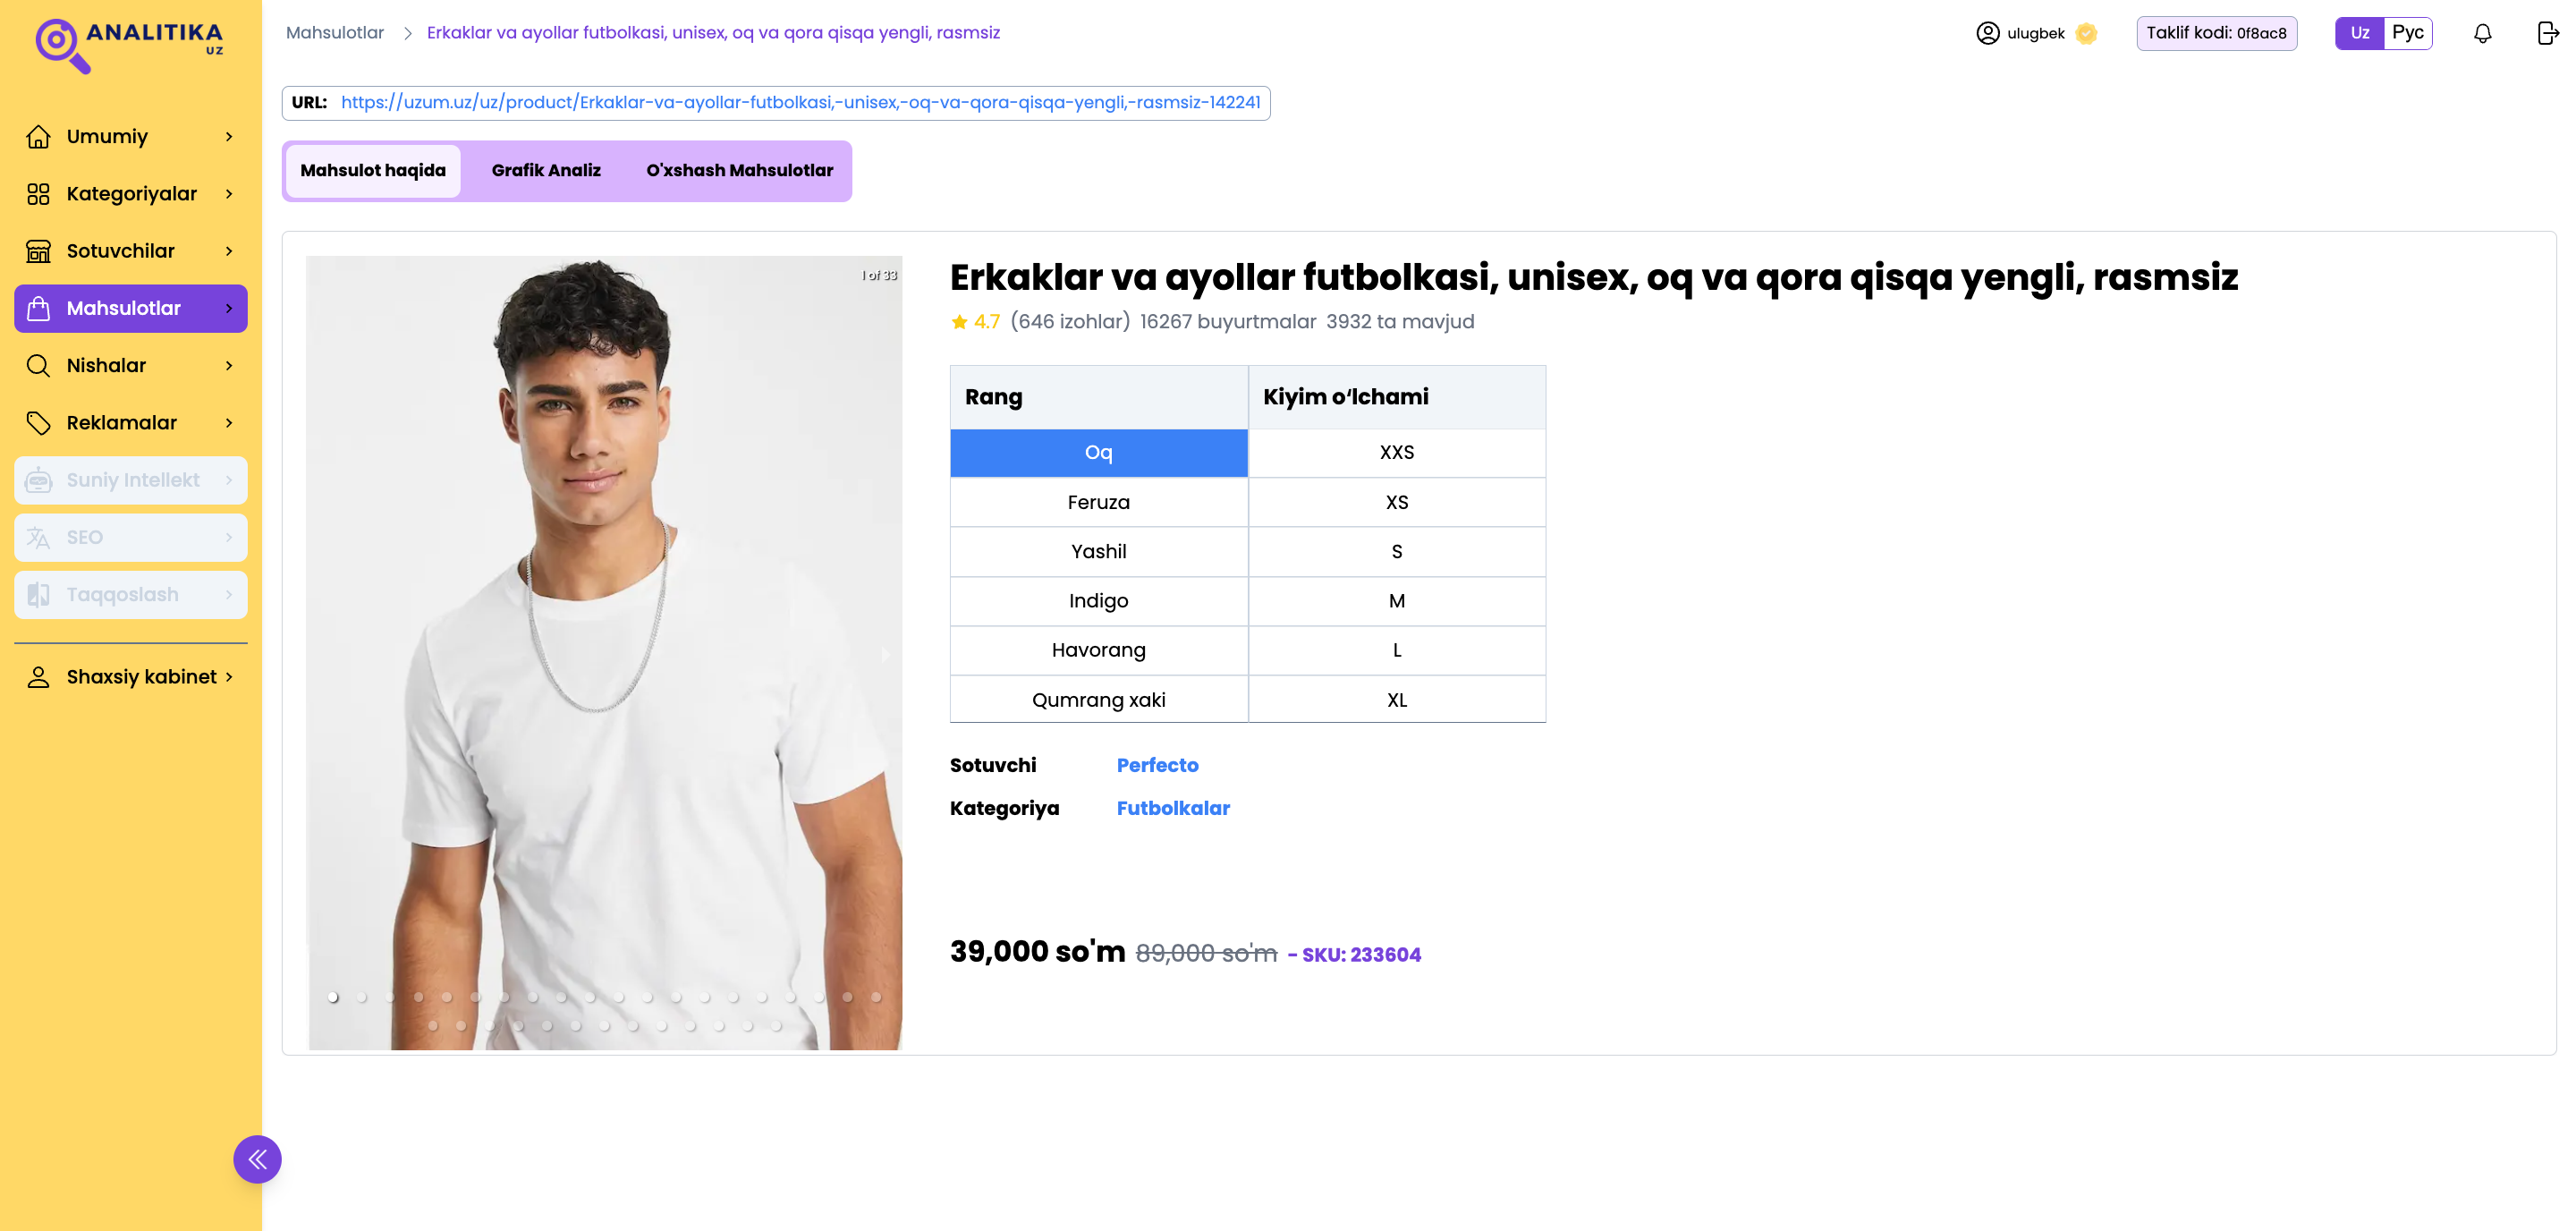 ANALITIKA
UZ
Umumiy
Kategoriyalar
Sotuvchilar
Mahsulotlar
Nishalar
Reklamalar
Suniy Intellekt
SEO
Taqqoslash
Shaxsiy kabinet
Mahsulotlar > Erkaklar va ayollar futbolkasi, unisex, oq va qora qisqa yengli, rasmsiz
ulugbek
Taklif kodi: 0f8ac8
Uz Рус
URL: https://uzum.uz/uz/product/Erkaklar-va-ayollar-futbolkasi,-unisex,-oq-va-qora-qisqa-yengli,-rasmsiz-142241
Mahsulot haqida Grafik Analiz O'xshash Mahsulotlar
1 of 33
Erkaklar va ayollar futbolkasi, unisex, oq va qora qisqa yengli, rasmsiz
4.7 (646 izohlar) 16267 buyurtmalar 3932 ta mavjud
Rang Kiyim o‘lchami
Oq XXS
Feruza XS
Yashil S
Indigo M
Havorang L
Qumrang xaki XL
Sotuvchi Perfecto
Kategoriya Futbolkalar
39,000 so'm 89,000 so'm - SKU: 233604